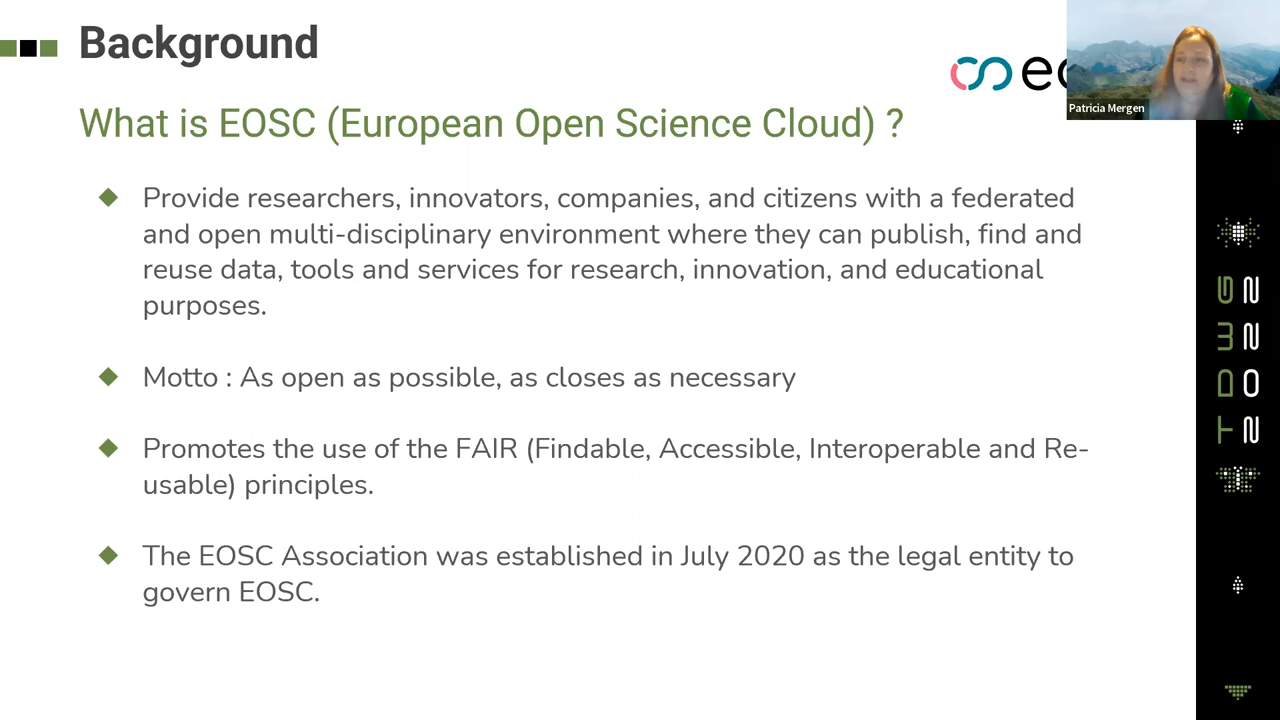 Background
eo
Patricia Mergen
What is EOSC (European Open Science Cloud) ?
Provide researchers, innovators, companies, and citizens with a federated
and open multi-disciplinary environment where they can publish, find and
reuse data, tools and services for research, innovation, and educational
purposes.
Motto : As open as possible, as closes as necessary
Promotes the use of the FAIR (Findable, Accessible, Interoperable and Re-
usable) principles.
The EOSC Association was established in July 2020 as the legal entity to
govern EOSC.
TDWG
2022